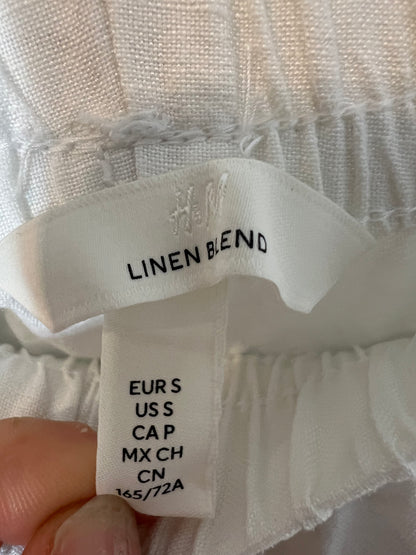 H&M
LINEN BLEND
EUR S
US S
CA P
MX CH
CN
165/72A